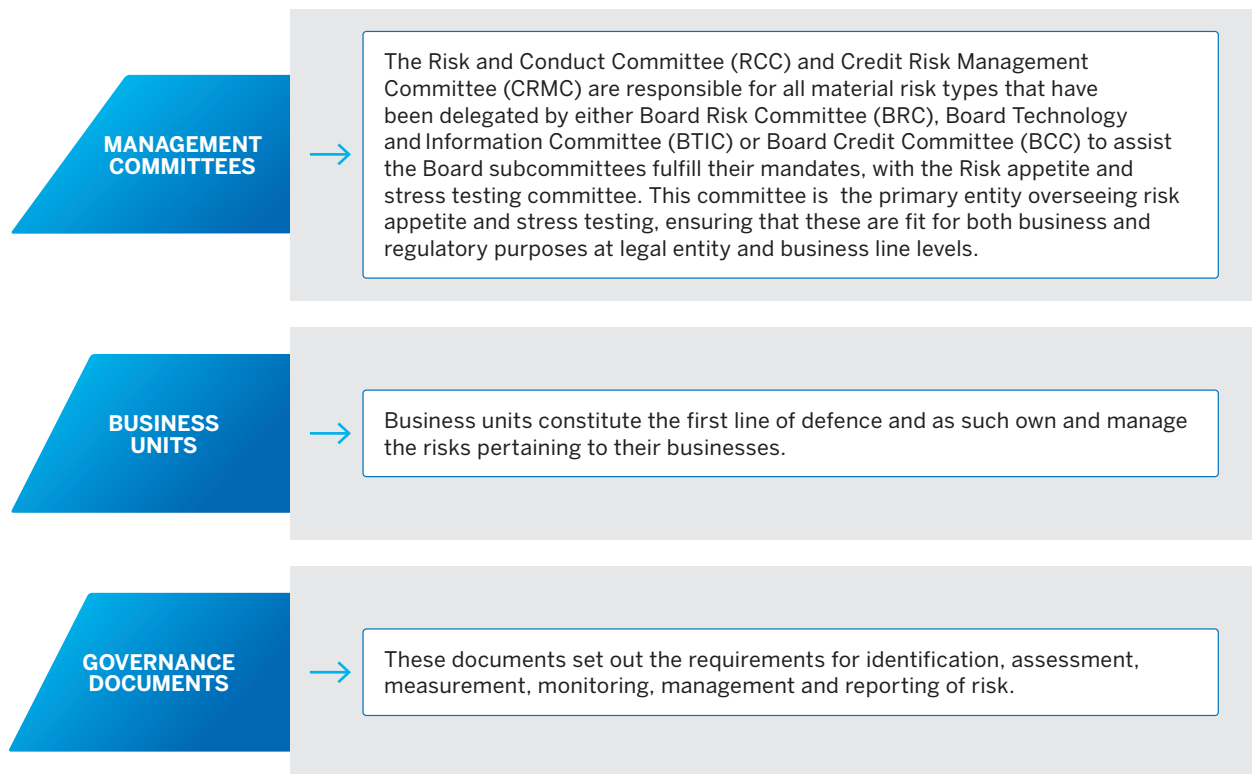 MANAGEMENT
COMMITTEES
The Risk and Conduct Committee (RCC) and Credit Risk Management
Committee (CRMC) are responsible for all material risk types that have
been delegated by either Board Risk Committee (BRC), Board Technology
and Information Committee (BTIC) or Board Credit Committee (BCC) to assist
the Board subcommittees fulfill their mandates, with the Risk appetite and
stress testing committee. This committee is the primary entity overseeing risk
appetite and stress testing, ensuring that these are fit for both business and
regulatory purposes at legal entity and business line levels.
BUSINESS
UNITS
Business units constitute the first line of defence and as such own and manage
the risks pertaining to their businesses.
GOVERNANCE
DOCUMENTS
These documents set out the requirements for identification, assessment,
measurement, monitoring, management and reporting of risk.